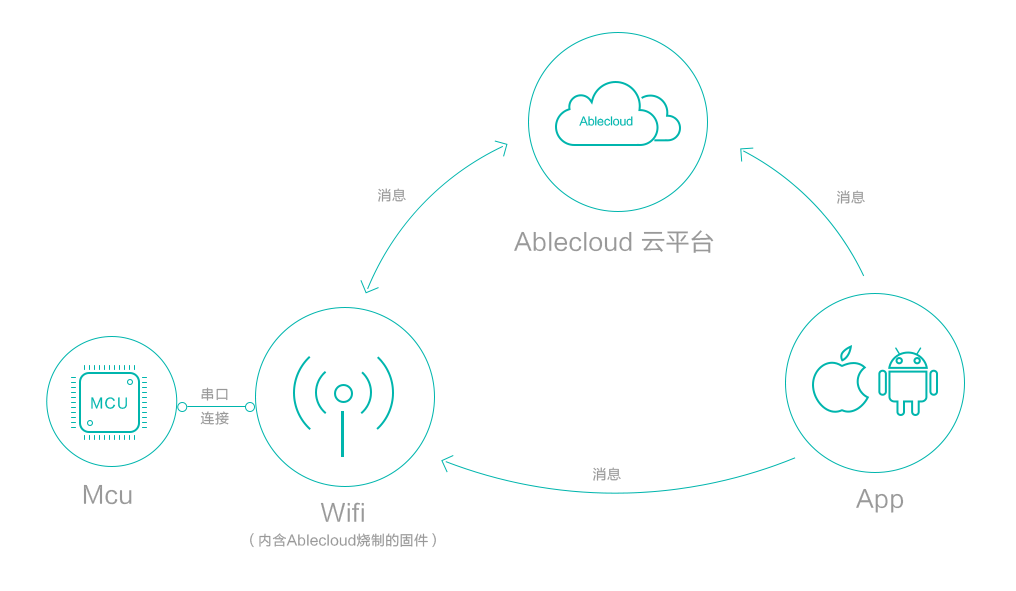 Ablecloud
消息
消息
Ablecloud 云平台
MCU
串口
连接
消息
Mcu
Wifi
（内含Ablecloud烧制的固件）
App